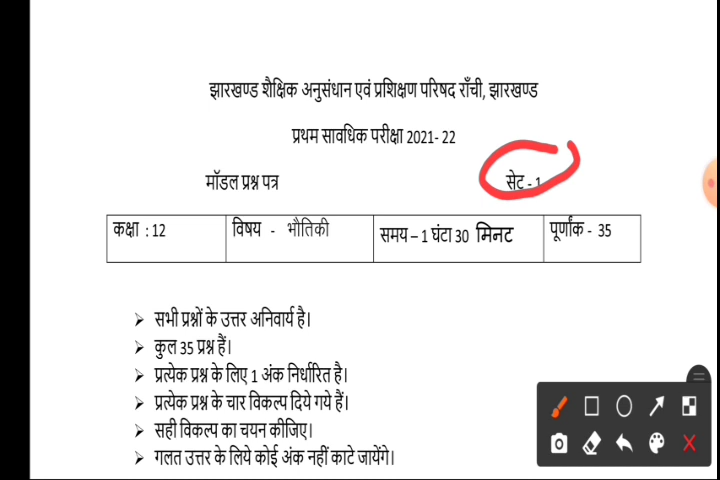 झारखण्ड शैक्षिक अनुसंधान एवं प्रशिक्षण परिषद राँची, झारखण्ड
प्रथम सावधिक परीक्षा 2021- 22
मॉडल प्रश्न पत्र सेट - 1
कक्षा : 12 विषय - भौतिकी समय – 1 घंटा 30 मिनट पूर्णांक - 35
➢ सभी प्रश्नों के उत्तर अनिवार्य है।
➢ कुल 35 प्रश्न हैं।
➢ प्रत्येक प्रश्न के लिए 1 अंक निर्धारित है।
➢ प्रत्येक प्रश्न के चार विकल्प दिये गये हैं।
➢ सही विकल्प का चयन कीजिए।
➢ गलत उत्तर के लिये कोई अंक नहीं काटे जायेंगे।